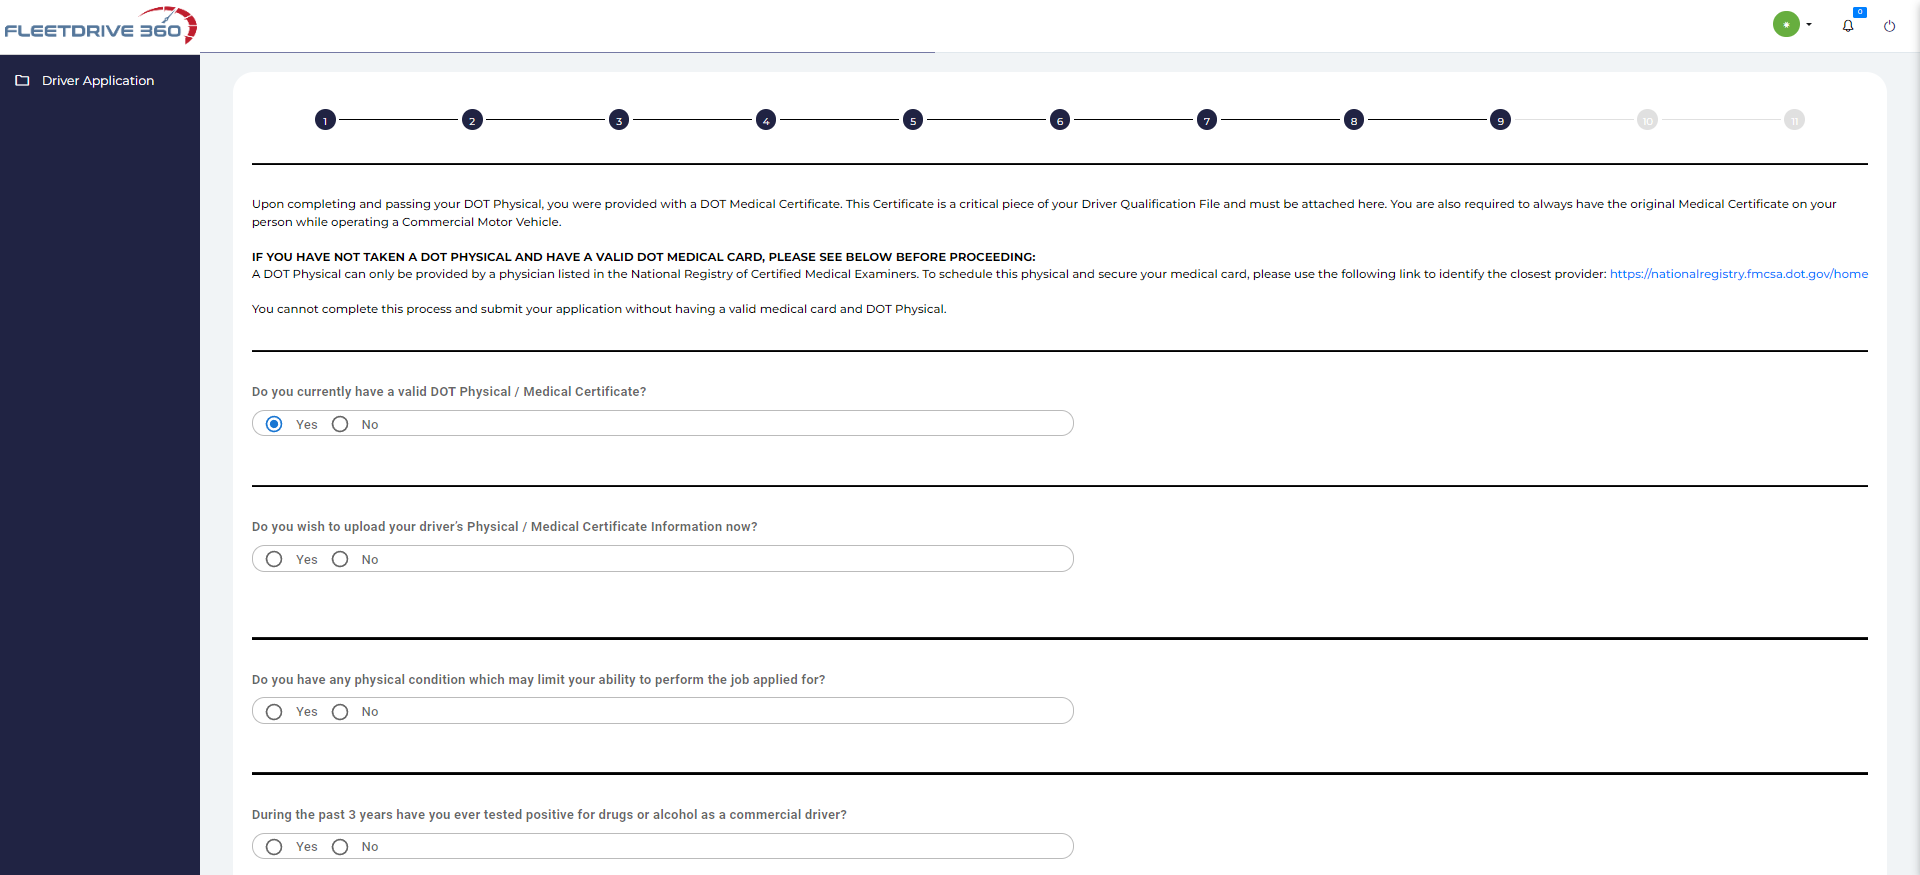 FLEETDRIVE 360
0
Driver Application
1 2 3 4 5 6 7 8 9 10 11
Upon completing and passing your DOT Physical, you were provided with a DOT Medical Certificate. This Certificate is a critical piece of your Driver Qualification File and must be attached here. You are also required to always have the original Medical Certificate on your
person while operating a Commercial Motor Vehicle.
IF YOU HAVE NOT TAKEN A DOT PHYSICAL AND HAVE A VALID DOT MEDICAL CARD, PLEASE SEE BELOW BEFORE PROCEEDING:
A DOT Physical can only be provided by a physician listed in the National Registry of Certified Medical Examiners. To schedule this physical and secure your medical card, please use the following link to identify the closest provider: https://nationalregistry.fmcsa.dot.gov/home
You cannot complete this process and submit your application without having a valid medical card and DOT Physical.
Do you currently have a valid DOT Physical / Medical Certificate?
Yes No
Do you wish to upload your driver's Physical / Medical Certificate Information now?
Yes No
Do you have any physical condition which may limit your ability to perform the job applied for?
Yes No
During the past 3 years have you ever tested positive for drugs or alcohol as a commercial driver?
Yes No